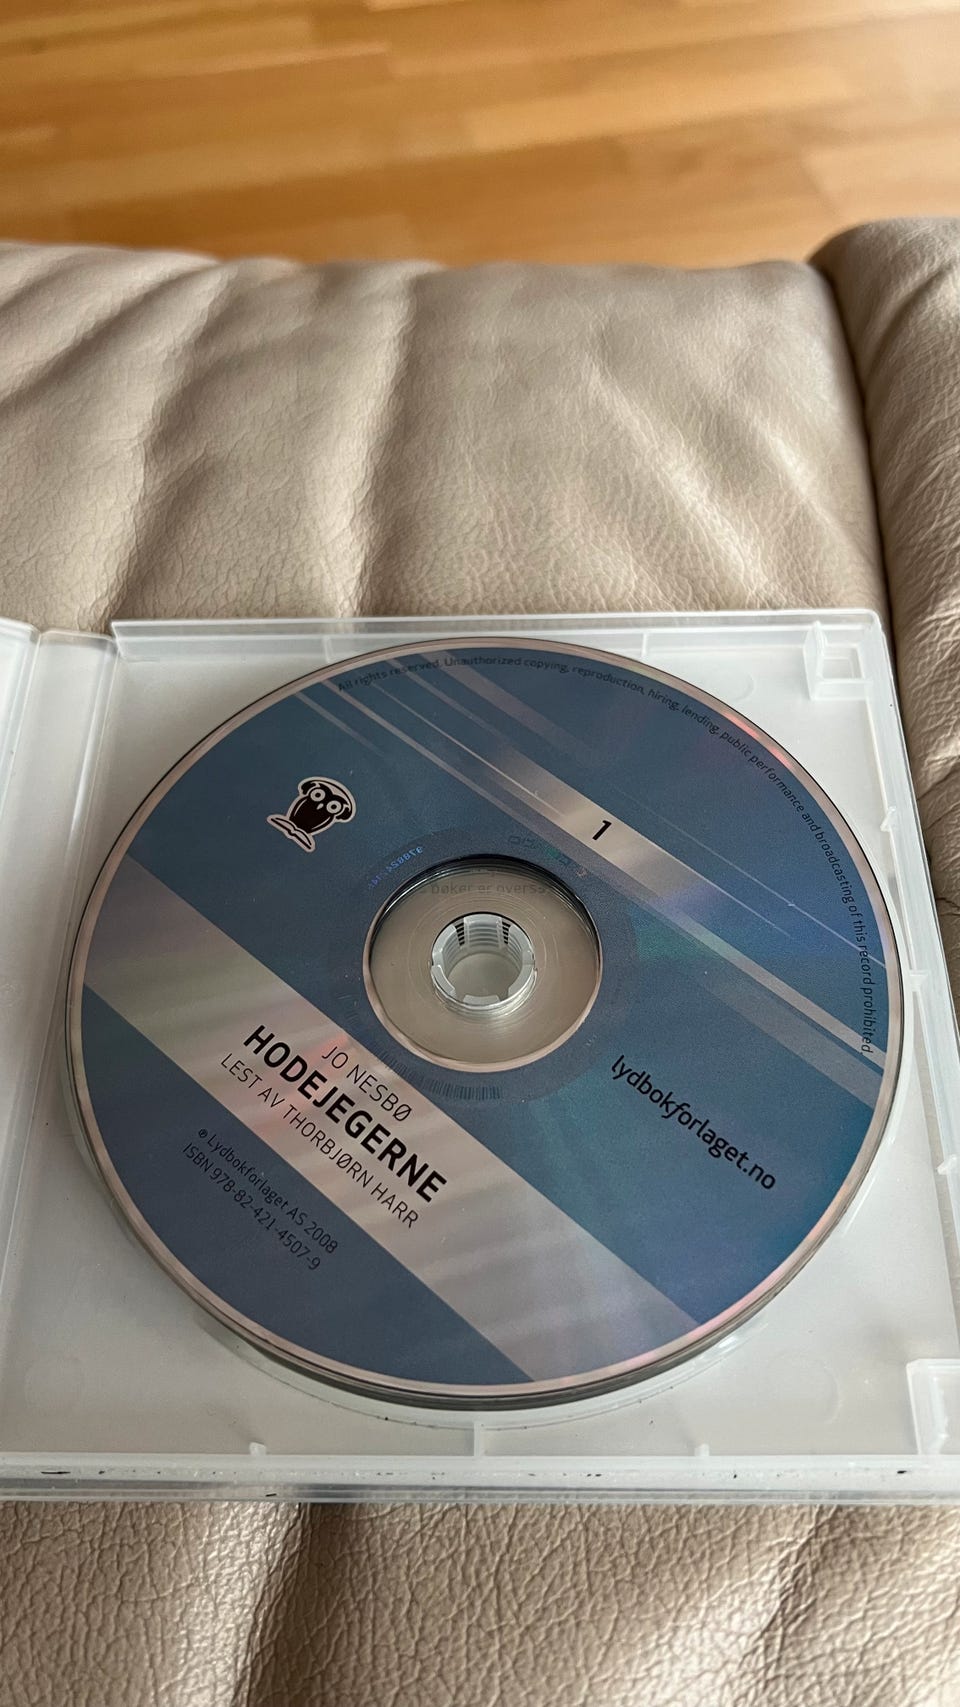 All rights reserved. Unauthorized copying, reproduction, hiring, lending, public performance and broadcasting of this record prohibited.
1
lydbokforlaget.no
JO NESBØ
HODEJEGERNE
LEST AV THORBJØRN HARR
℗ Lydbokforlaget AS 2008
ISBN 978-82-421-4507-9